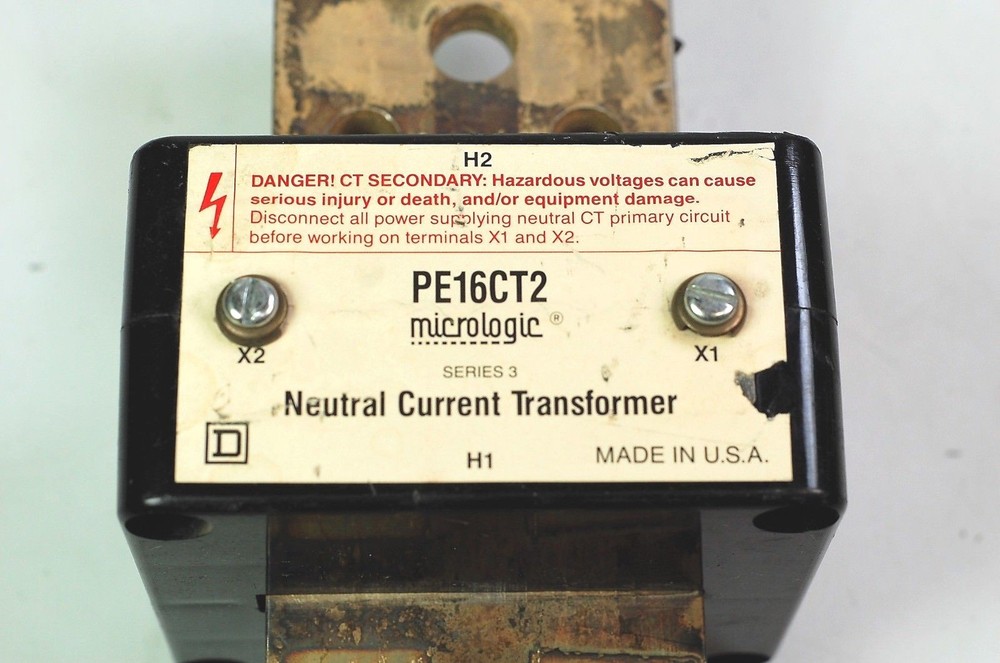 H2
DANGER! CT SECONDARY: Hazardous voltages can cause
serious injury or death, and/or equipment damage.
Disconnect all power supplying neutral CT primary circuit
before working on terminals X1 and X2.
PE16CT2
micrologic ®
X2
X1
SERIES 3
Neutral Current Transformer
D
H1
MADE IN U.S.A.